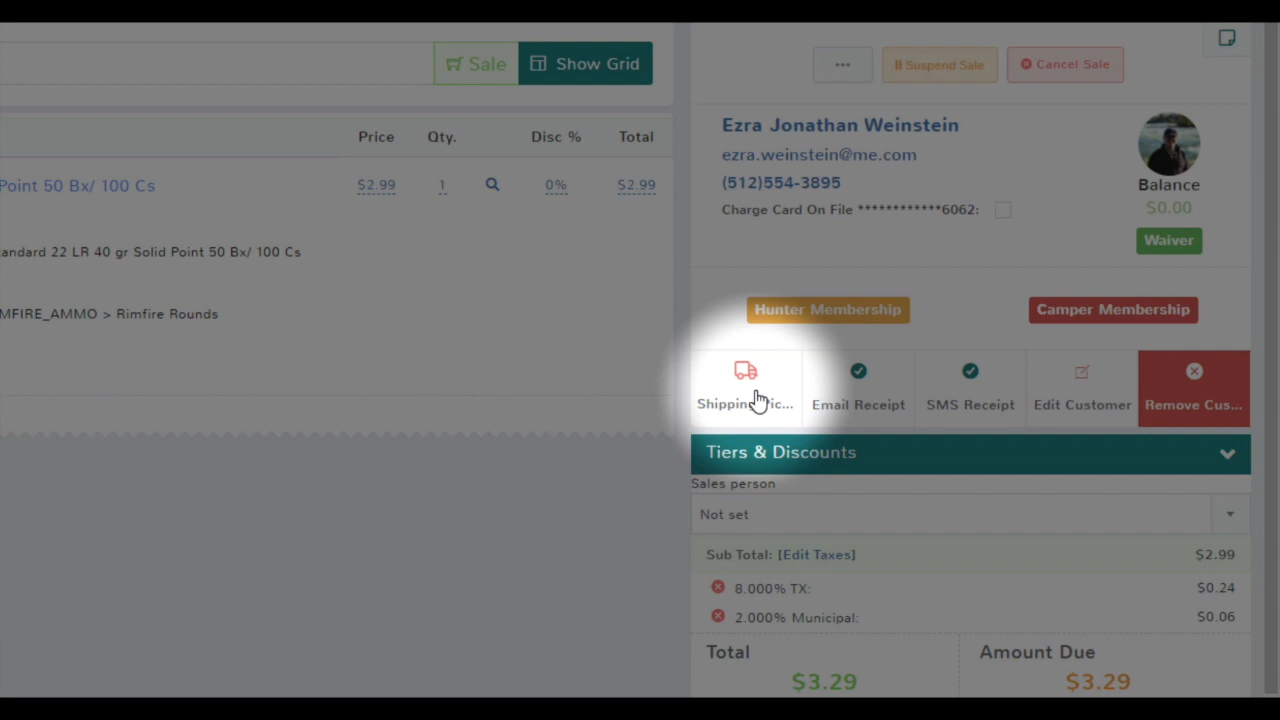 Sale
Show Grid
... Suspend Sale Cancel Sale
Price Qty. Disc % Total
Point 50 Bx/ 100 Cs $2.99 1 0% $2.99
tandard 22 LR 40 gr Solid Point 50 Bx/ 100 Cs
MFIRE_AMMO > Rimfire Rounds
Ezra Jonathan Weinstein
ezra.weinstein@me.com
(512)554-3895
Charge Card On File ************6062:
Balance
$0.00
Waiver
Hunter Membership Camper Membership
Shipping Pic... Email Receipt SMS Receipt Edit Customer Remove Cus...
Tiers & Discounts
Sales person
Not set
Sub Total: [Edit Taxes] $2.99
8.000% TX: $0.24
2.000% Municipal: $0.06
Total Amount Due
$3.29 $3.29